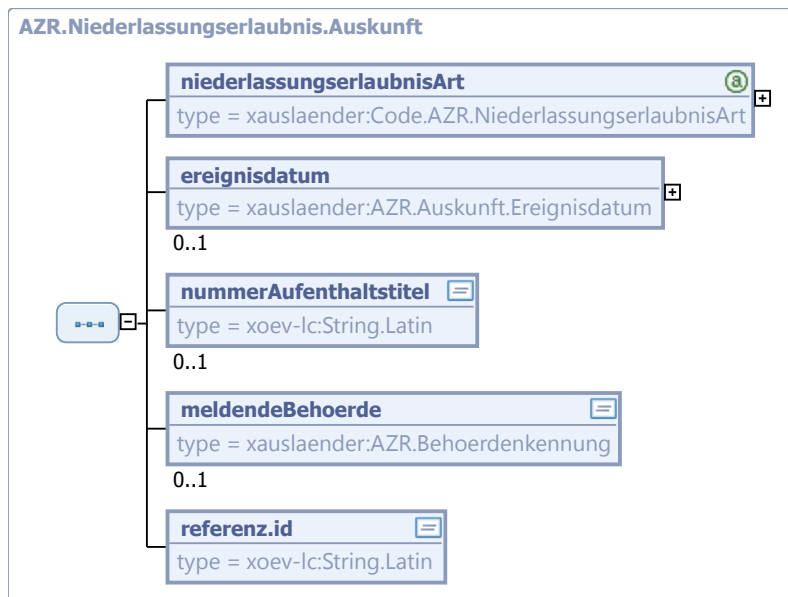 AZR.Niederlassungserlaubnis.Auskunft
niederlassungserlaubnisArt
type = xauslaender:Code.AZR.NiederlassungserlaubnisArt
ereignisdatum
type = xauslaender:AZR.Auskunft.Ereignisdatum
0..1
nummerAufenthaltstitel
type = xoev-lc:String.Latin
0..1
meldendeBehoerde
type = xauslaender:AZR.Behoerdenkennung
0..1
referenz.id
type = xoev-lc:String.Latin